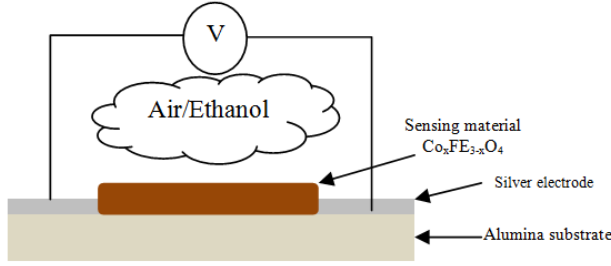 V
Air/Ethanol
Sensing material
CoₓFE₃₋ₓO₄
Silver electrode
Alumina substrate